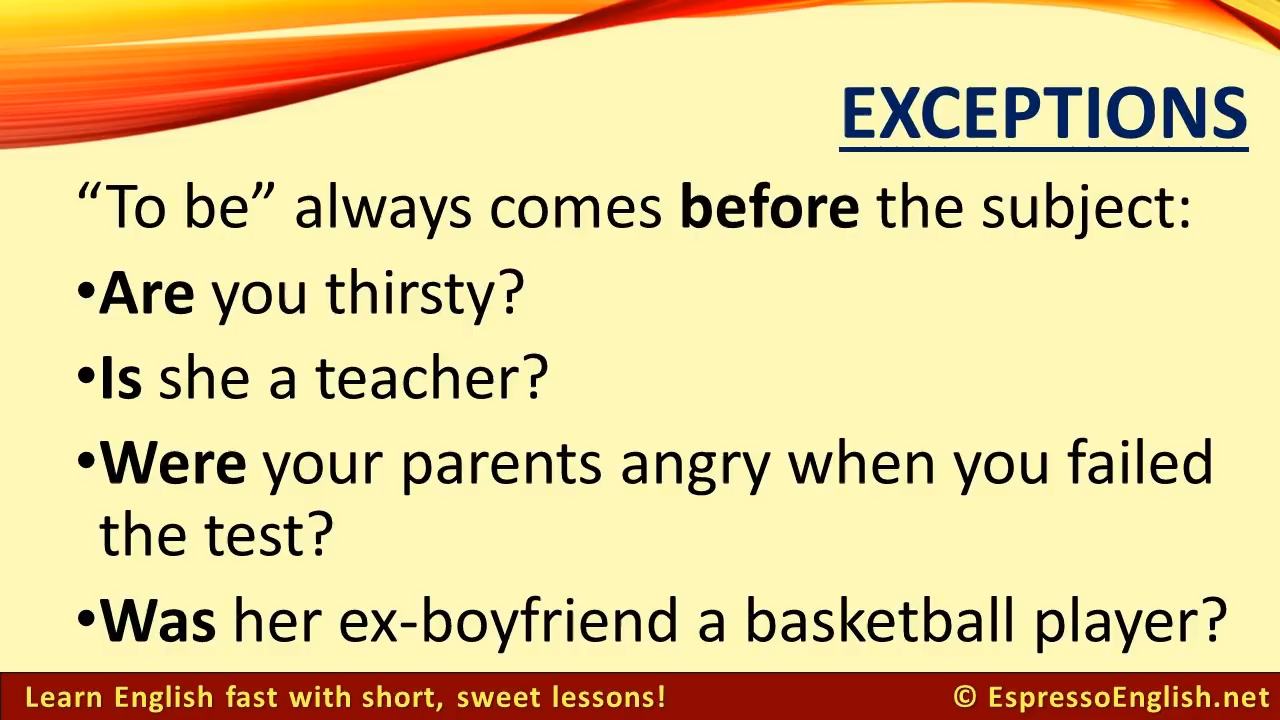 EXCEPTIONS
“To be” always comes before the subject:
•Are you thirsty?
•Is she a teacher?
•Were your parents angry when you failed
the test?
•Was her ex-boyfriend a basketball player?
Learn English fast with short, sweet lessons!
© EspressoEnglish.net